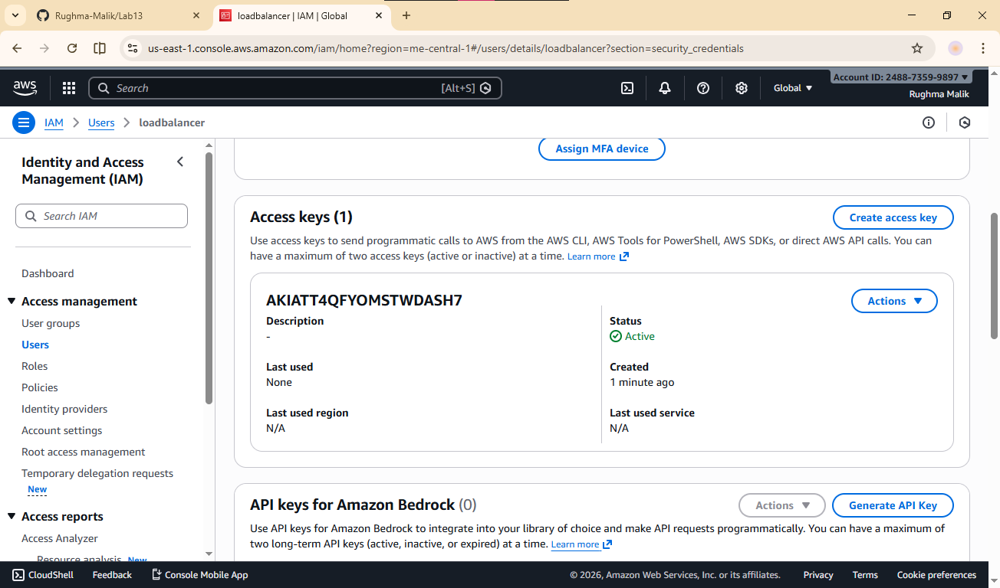 Rughma-Malik/Lab13
loadbalancer | IAM | Global
us-east-1.console.aws.amazon.com/iam/home?region=me-central-1#/users/details/loadbalancer?section=security_credentials
aws
Search
[Alt+S]
Global
Account ID: 2488-7359-9897
Rughma Malik
IAM
Users
loadbalancer
Identity and Access
Management (IAM)
Search IAM
Dashboard
Access management
User groups
Users
Roles
Policies
Identity providers
Account settings
Root access management
Temporary delegation requests
New
Access reports
Access Analyzer
Resource analysis New
Assign MFA device
Access keys (1)
Create access key
Use access keys to send programmatic calls to AWS from the AWS CLI, AWS Tools for PowerShell, AWS SDKs, or direct AWS API calls. You can
have a maximum of two access keys (active or inactive) at a time. Learn more
AKIATT4QFYOMSTWDASH7
Actions
Description
-
Status
Active
Last used
None
Created
1 minute ago
Last used region
N/A
Last used service
N/A
API keys for Amazon Bedrock (0)
Actions
Generate API Key
Use API keys for Amazon Bedrock to integrate into your library of choice and make API requests programmatically. You can have a maximum of
two long-term API keys (active, inactive, or expired) at a time. Learn more
CloudShell
Feedback
Console Mobile App
© 2026, Amazon Web Services, Inc. or its affiliates.
Privacy
Terms
Cookie preferences